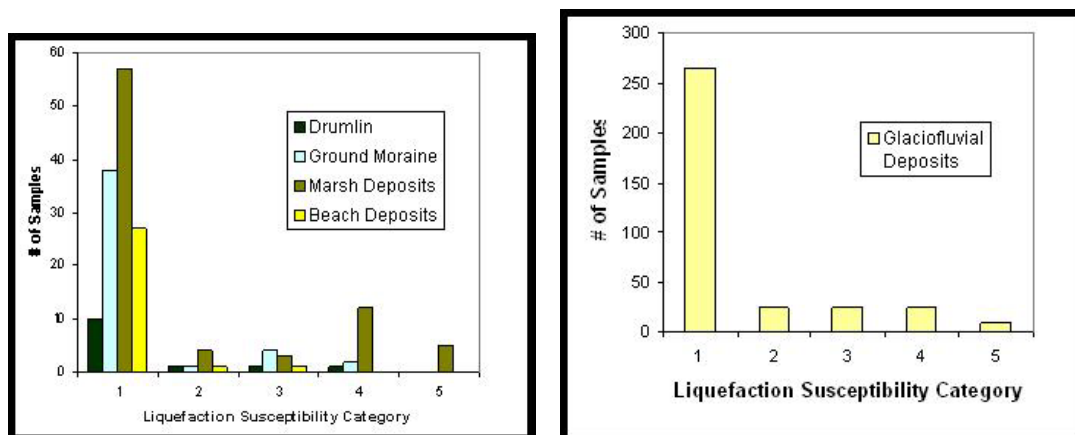 60
50
40
30
20
10
0
# of Samples
Drumlin
Ground Moraine
Marsh Deposits
Beach Deposits
1 2 3 4 5
Liquefaction Susceptibility Category
300
250
200
150
100
50
0
# of Samples
Glaciofluvial
Deposits
1 2 3 4 5
Liquefaction Susceptibility Category